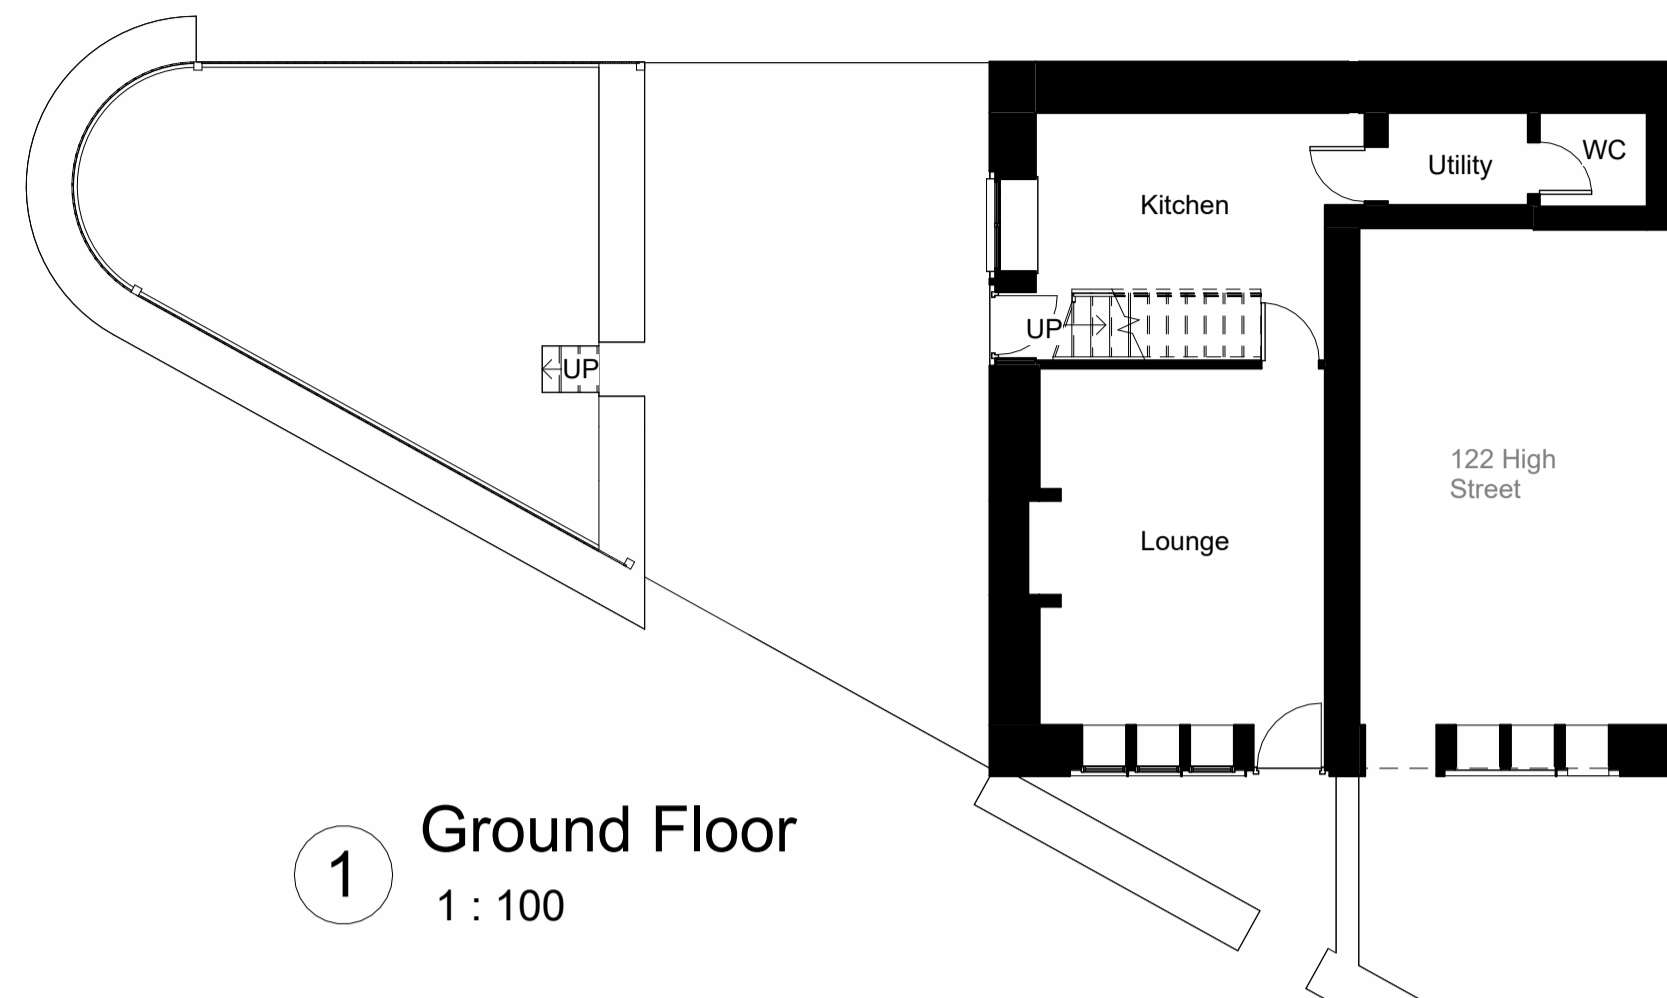 WC
Utility
Kitchen
UP
UP
122 High
Street
Lounge
Ground Floor
1
1 : 100